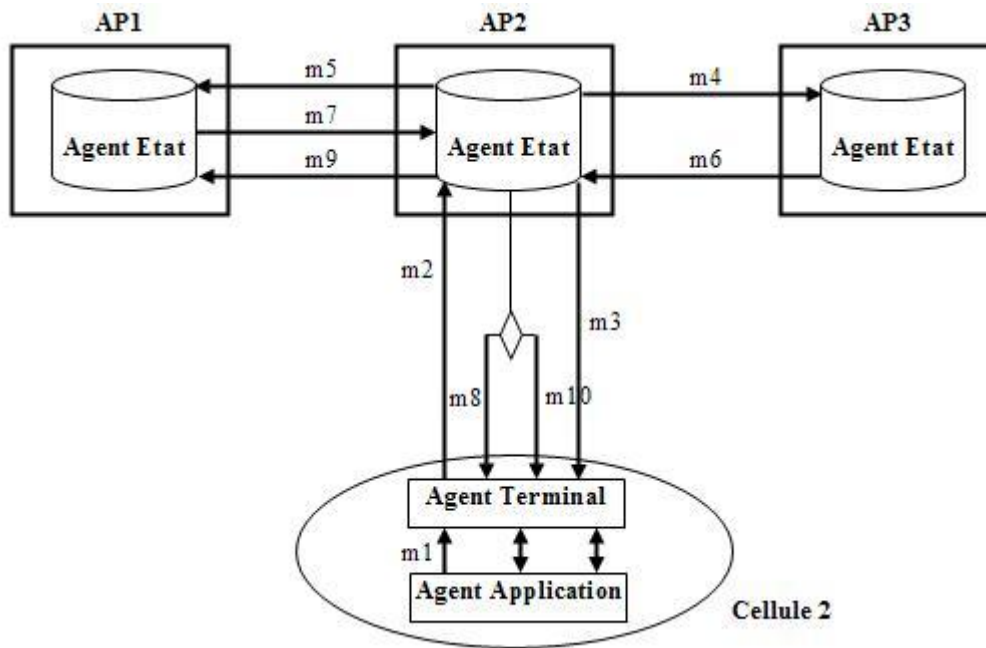 AP1
AP2
AP3
m5
m4
m7
Agent Etat
Agent Etat
Agent Etat
m9
m6
m2
m3
m8
m10
Agent Terminal
m1
Agent Application
Cellule 2